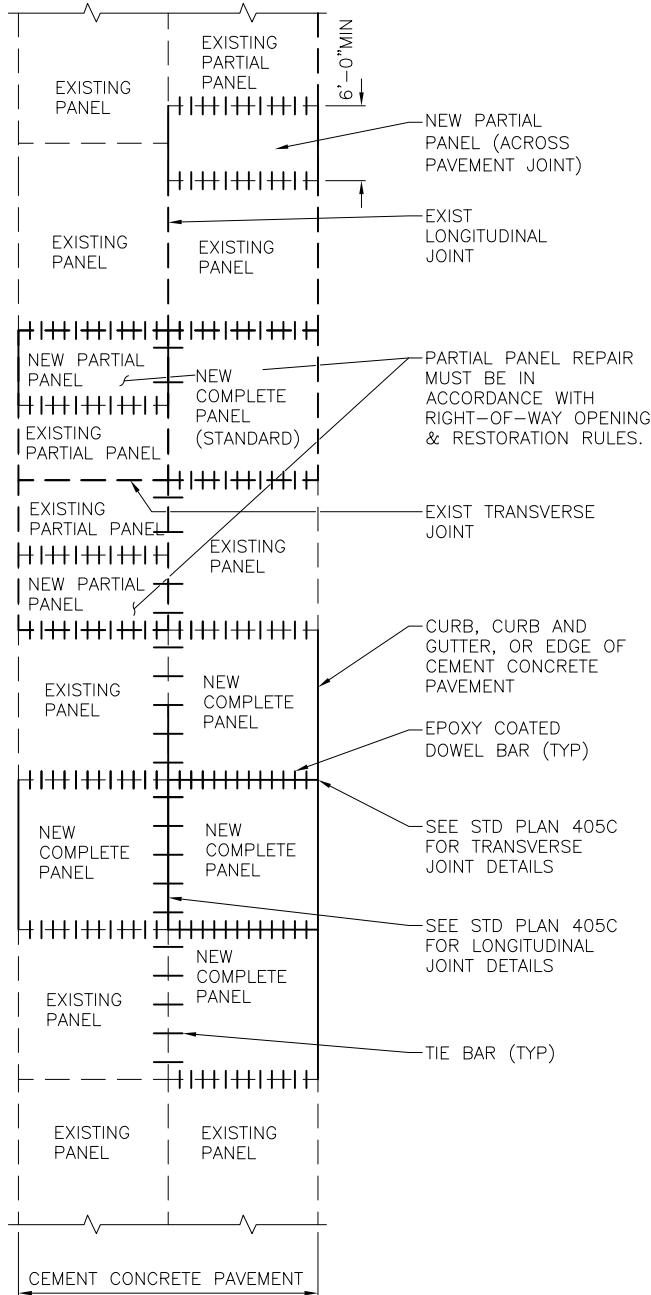 EXISTING
PARTIAL
PANEL
EXISTING
PANEL
6'-0"MIN
NEW PARTIAL
PANEL (ACROSS
PAVEMENT JOINT)
EXIST
LONGITUDINAL
JOINT
EXISTING
PANEL
EXISTING
PANEL
NEW PARTIAL
PANEL
NEW
COMPLETE
PANEL
(STANDARD)
PARTIAL PANEL REPAIR
MUST BE IN
ACCORDANCE WITH
RIGHT-OF-WAY OPENING
& RESTORATION RULES.
EXISTING
PARTIAL PANEL
EXISTING
PARTIAL PANEL
EXIST TRANSVERSE
JOINT
EXISTING
PANEL
NEW PARTIAL
PANEL
CURB, CURB AND
GUTTER, OR EDGE OF
CEMENT CONCRETE
PAVEMENT
EXISTING
PANEL
NEW
COMPLETE
PANEL
EPOXY COATED
DOWEL BAR (TYP)
NEW
COMPLETE
PANEL
NEW
COMPLETE
PANEL
SEE STD PLAN 405C
FOR TRANSVERSE
JOINT DETAILS
SEE STD PLAN 405C
FOR LONGITUDINAL
JOINT DETAILS
NEW
COMPLETE
PANEL
EXISTING
PANEL
TIE BAR (TYP)
EXISTING
PANEL
EXISTING
PANEL
CEMENT CONCRETE PAVEMENT